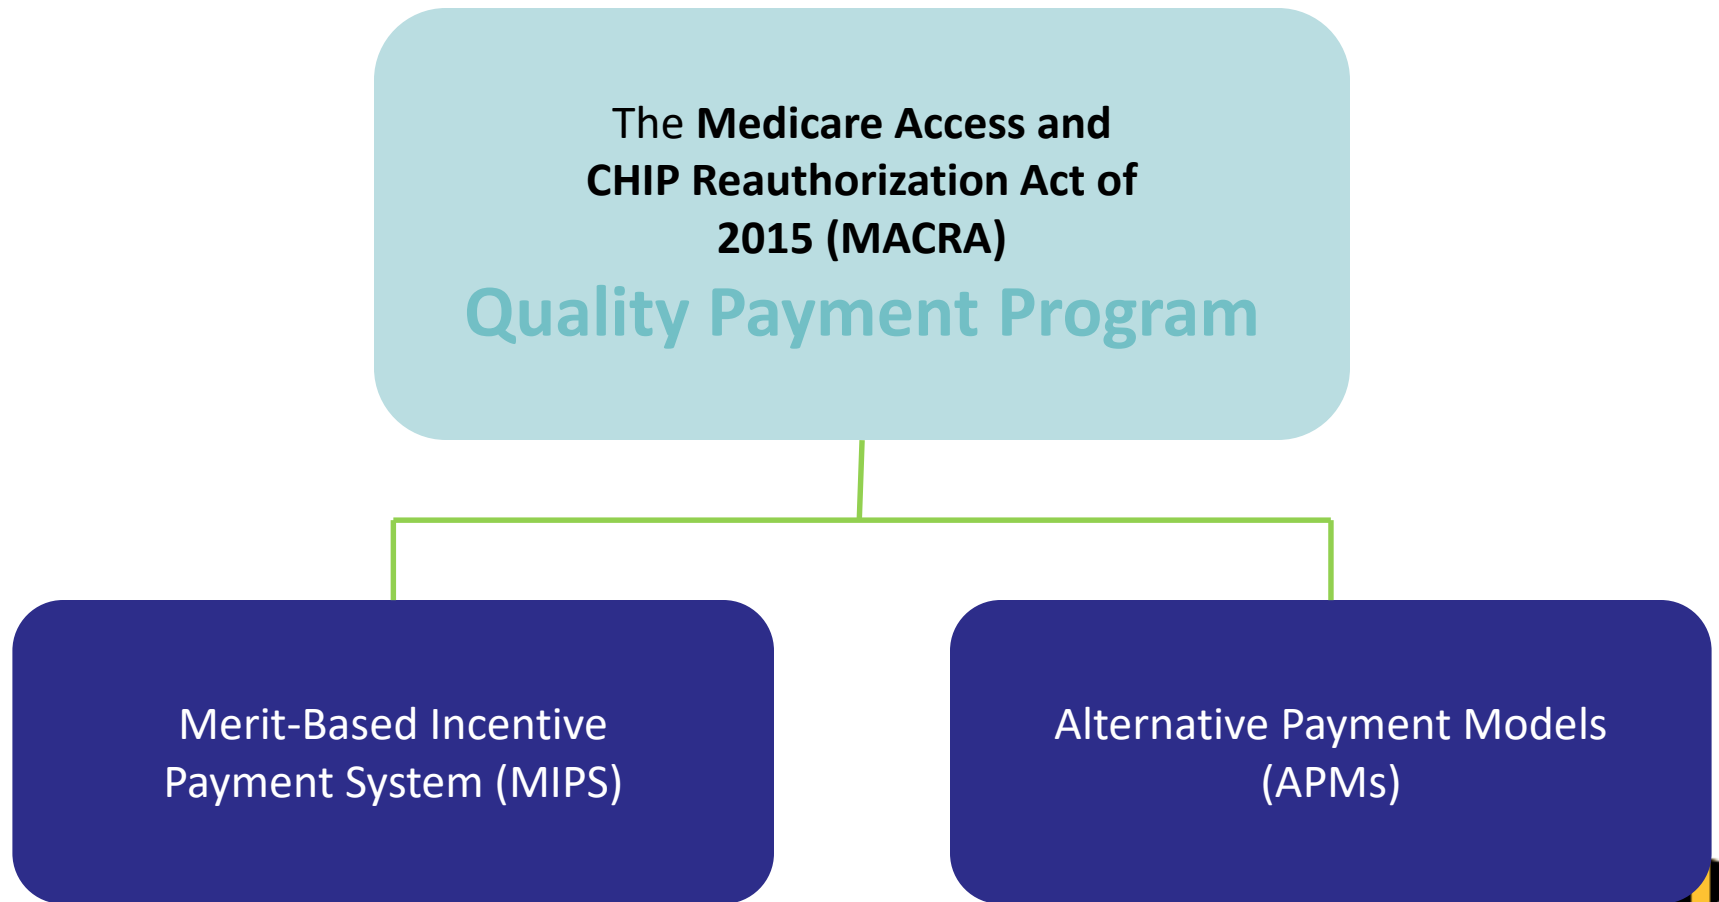 The Medicare Access and
CHIP Reauthorization Act of
2015 (MACRA)
Quality Payment Program
Merit-Based Incentive
Payment System (MIPS)
Alternative Payment Models
(APMs)